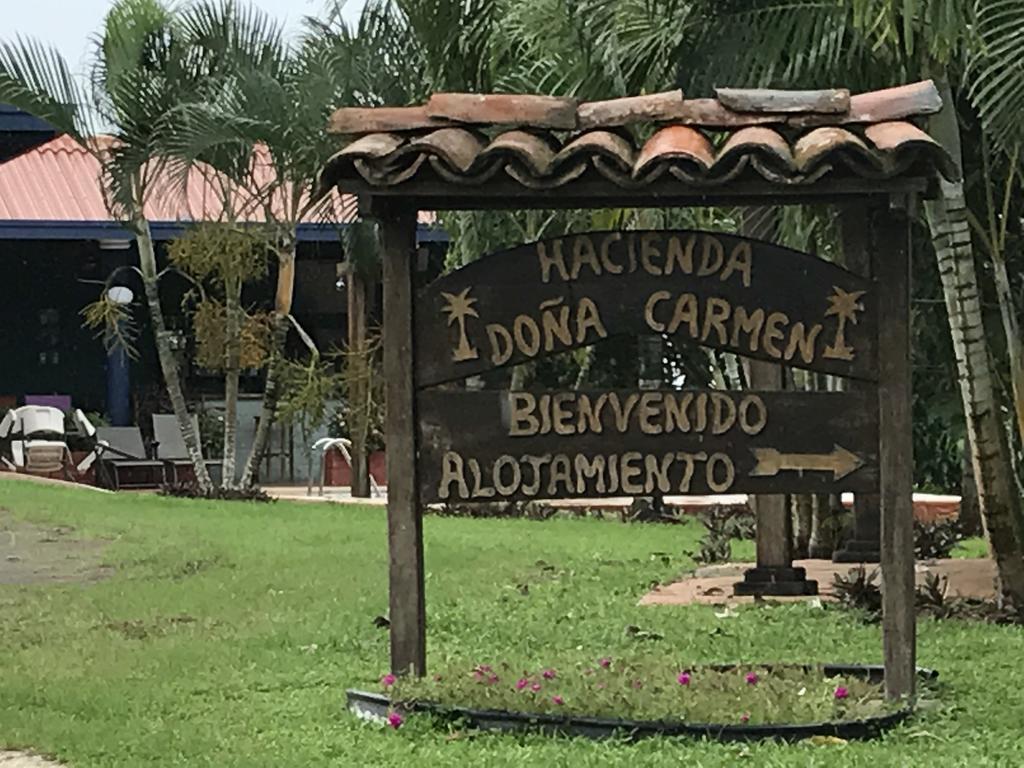 HACIENDA
DOÑA CARMEN
BIENVENIDO
ALOJAMIENTO